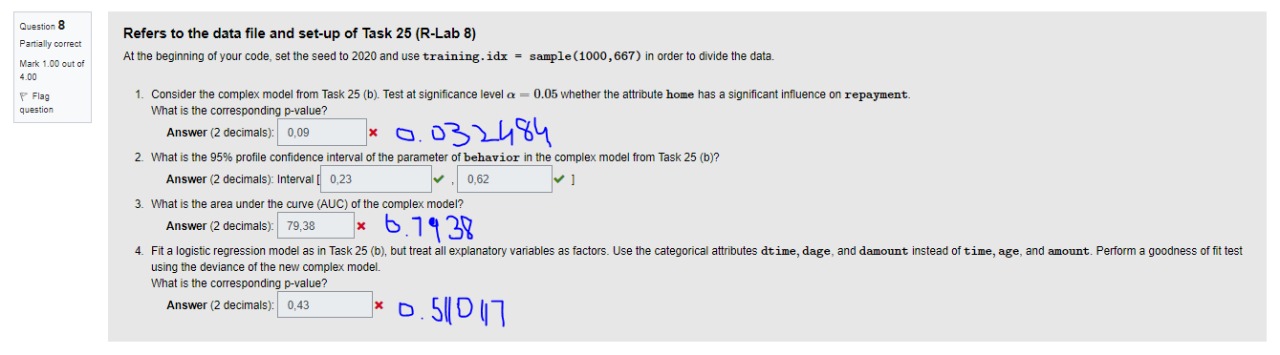 Question 8
Partially correct
Mark 1.00 out of
4.00
Flag
question
Refers to the data file and set-up of Task 25 (R-Lab 8)
At the beginning of your code, set the seed to 2020 and use training.idx = sample(1000,667) in order to divide the data.
1. Consider the complex model from Task 25 (b). Test at significance level α = 0.05 whether the attribute home has a significant influence on repayment.
What is the corresponding p-value?
Answer (2 decimals): 0,09 ✖ 0.032484
2. What is the 95% profile confidence interval of the parameter of behavior in the complex model from Task 25 (b)?
Answer (2 decimals): Interval [ 0,23 ✔ , 0,62 ✔ ]
3. What is the area under the curve (AUC) of the complex model?
Answer (2 decimals): 79,38 ✖ 0.7938
4. Fit a logistic regression model as in Task 25 (b), but treat all explanatory variables as factors. Use the categorical attributes dtime, dage, and damount instead of time, age, and amount. Perform a goodness of fit test
using the deviance of the new complex model.
What is the corresponding p-value?
Answer (2 decimals): 0,43 ✖ 0.511017